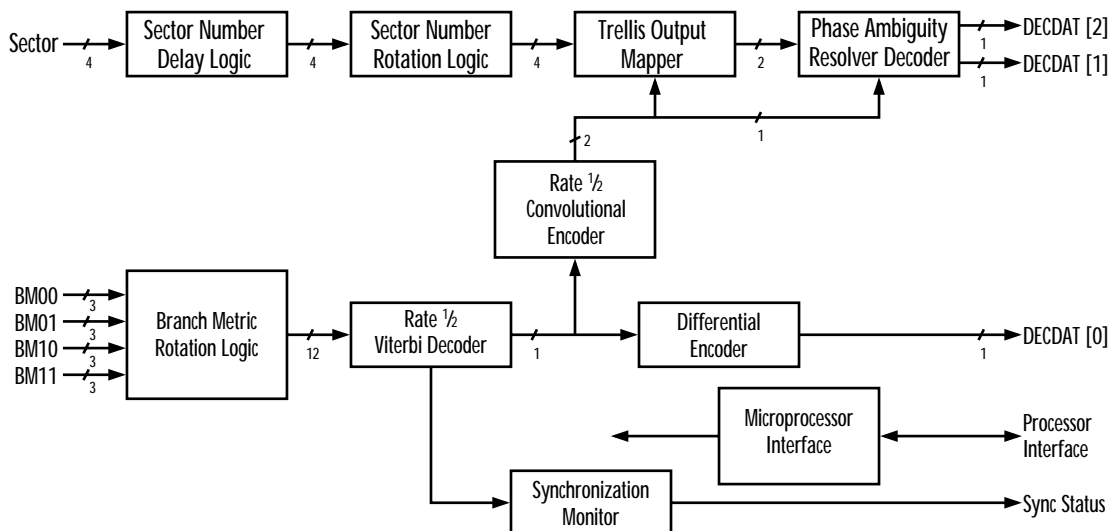 Sector
4
Sector Number
Delay Logic
4
Sector Number
Rotation Logic
4
Trellis Output
Mapper
2
Phase Ambiguity
Resolver Decoder
1
DECDAT [2]
1
DECDAT [1]
2
1
Rate ½
Convolutional
Encoder
BM00
3
BM01
3
BM10
3
BM11
3
Branch Metric
Rotation Logic
12
Rate ½
Viterbi Decoder
1
Differential
Encoder
1
DECDAT [0]
Microprocessor
Interface
Processor
Interface
Synchronization
Monitor
Sync Status